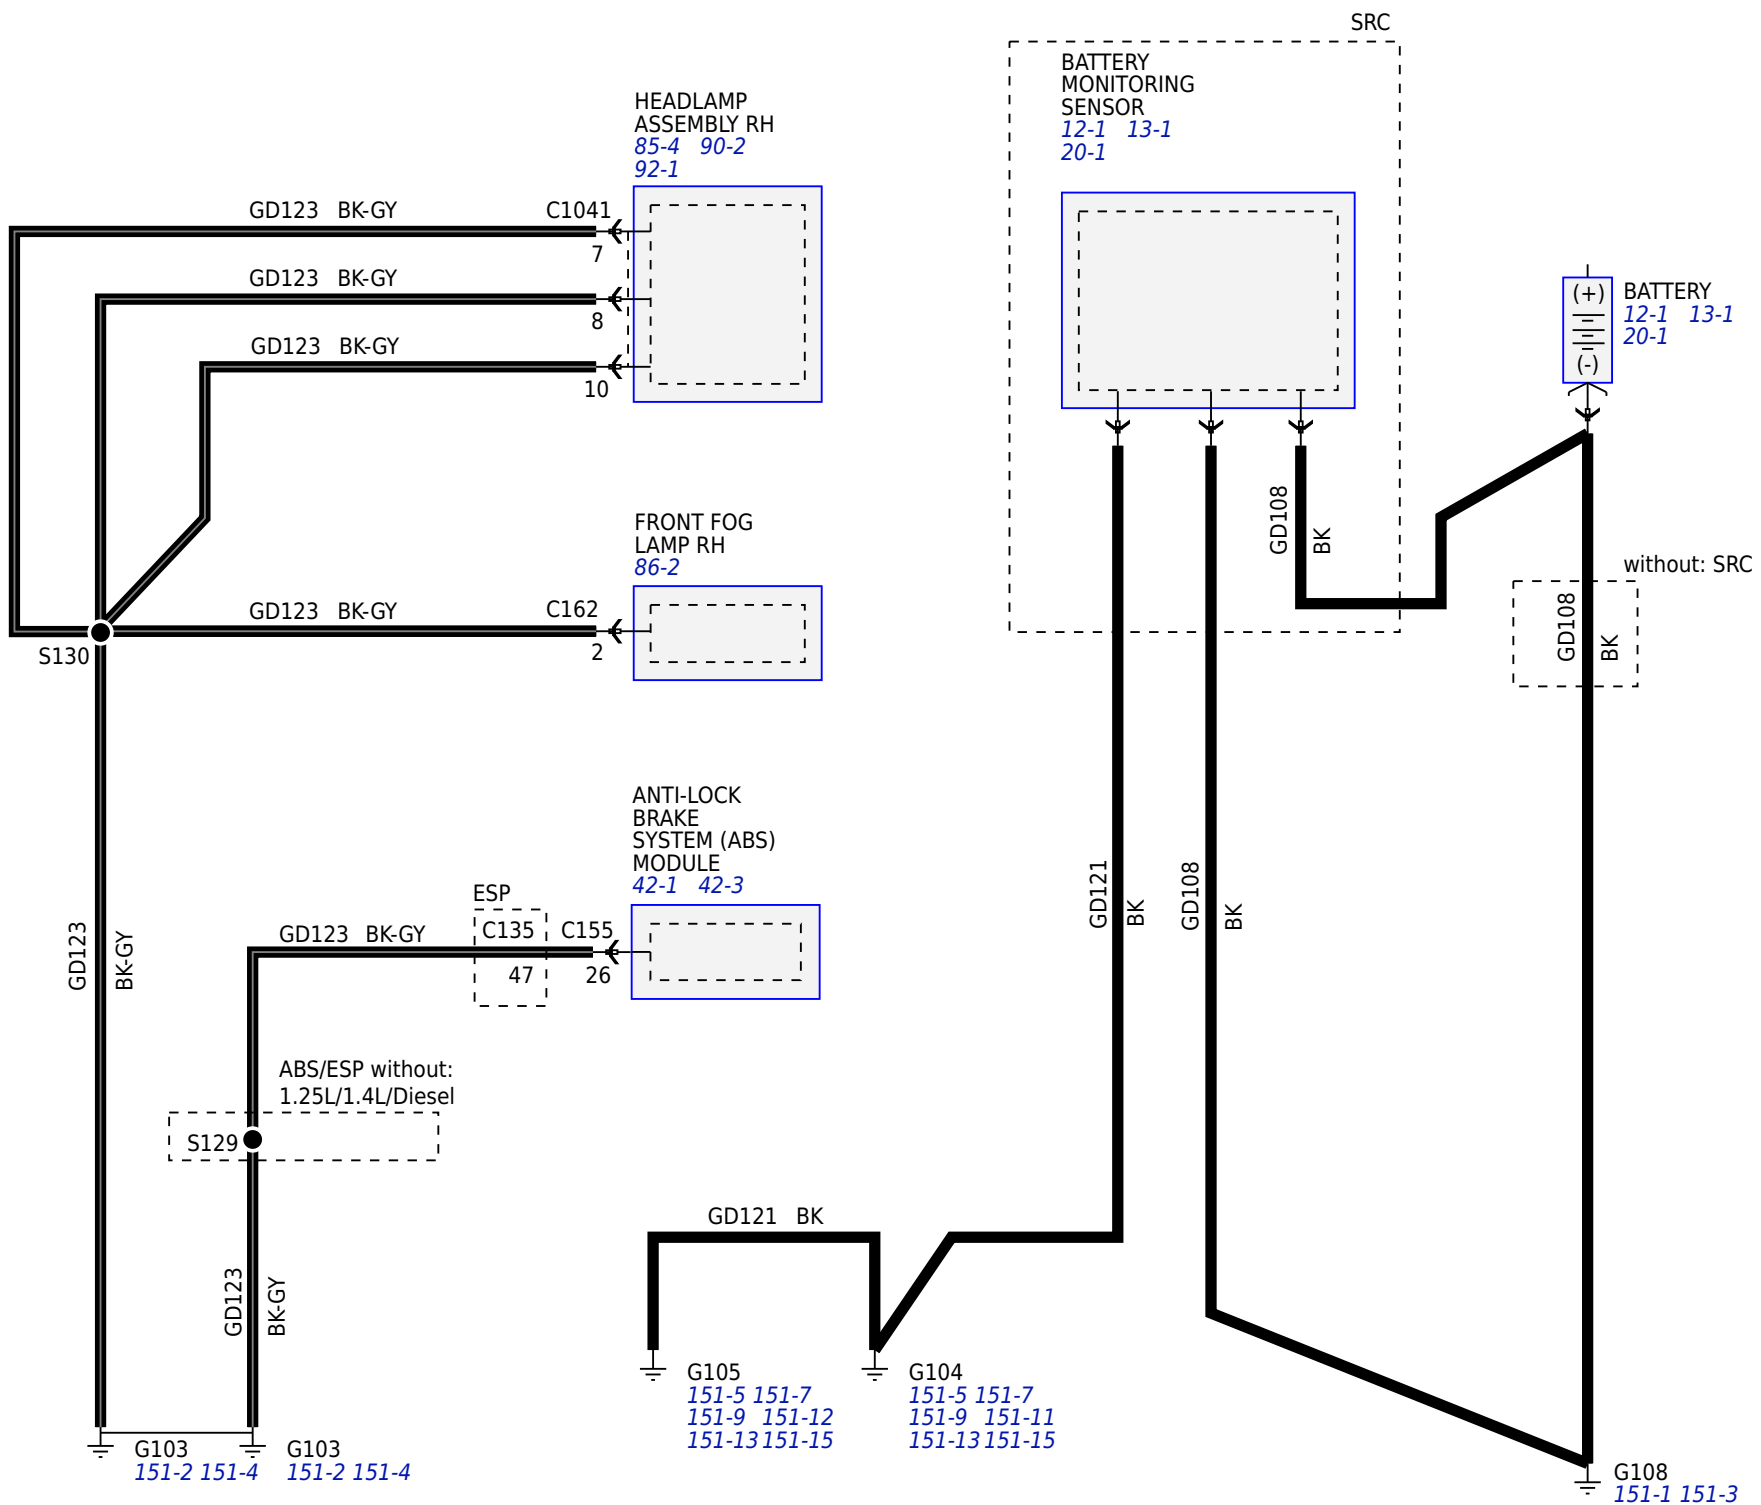 SRC
BATTERY
MONITORING
SENSOR
12-1 13-1
20-1
HEADLAMP
ASSEMBLY RH
85-4 90-2
92-1
GD123 BK-GY
C1041
7
GD123 BK-GY
8
GD123 BK-GY
10
(+)
(-)
BATTERY
12-1 13-1
20-1
FRONT FOG
LAMP RH
86-2
GD123 BK-GY
C162
2
S130
GD108
BK
without: SRC
GD108
BK
ANTI-LOCK
BRAKE
SYSTEM (ABS)
MODULE
42-1 42-3
ESP
GD123 BK-GY
C135
C155
47
26
GD123
BK-GY
GD121
BK
GD108
BK
ABS/ESP without:
1.25L/1.4L/Diesel
S129
GD123
BK-GY
GD121 BK
G105
151-5 151-7
151-9 151-12
151-13 151-15
G104
151-5 151-7
151-9 151-11
151-13 151-15
G103
151-2 151-4
G103
151-2 151-4
G108
151-1 151-3